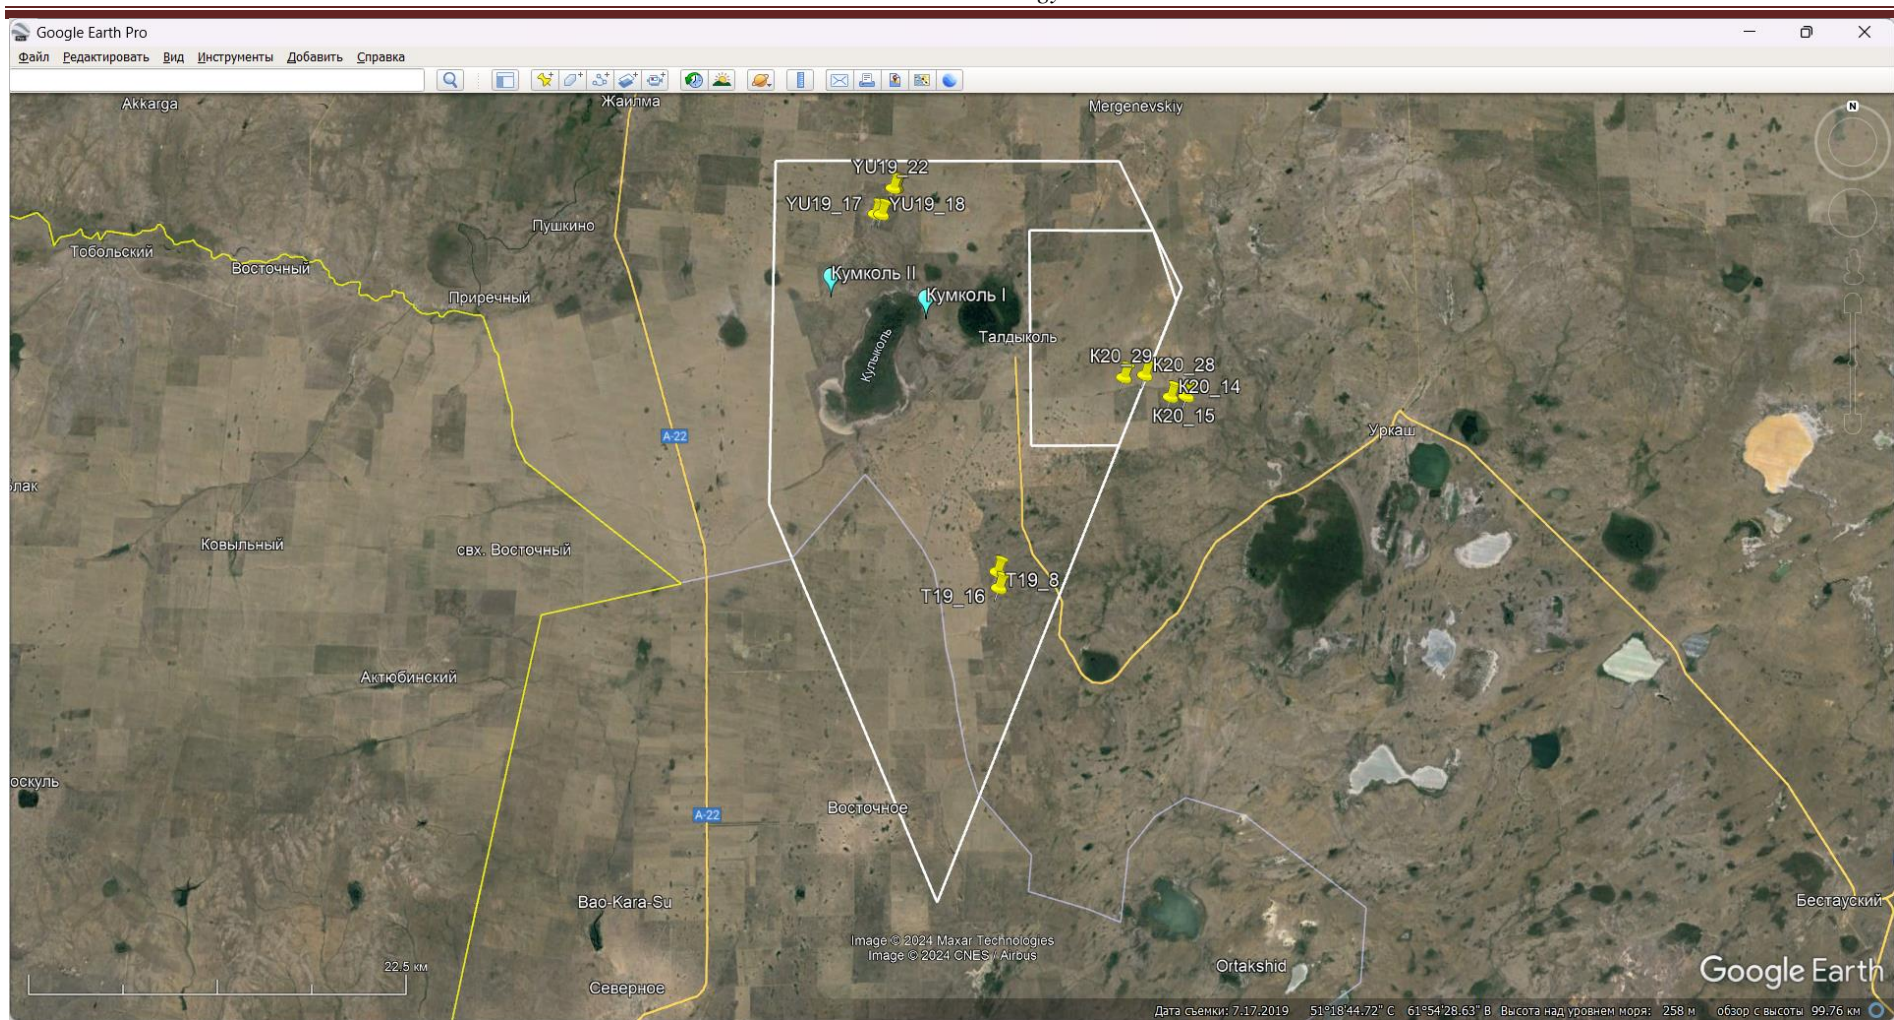 Google Earth Pro
Файл Редактировать Вид Инструменты Добавить Справка
Akkarga
Жаилма
Mergenevskiy
N
YU19_22
YU19_17
YU19_18
Пушкино
Тобольский
Восточный
Приречный
Кумколь II
Кумколь I
Талдыколь
Кулыколь
K20_29
K20_28
K20_14
K20_15
A-22
Уркаш
Ковыльный
свх. Восточный
T19_8
T19_16
Актюбинский
оскуль
Восточное
A-22
Bao-Kara-Su
Бестауский
Image © 2024 Maxar Technologies
Image © 2024 CNES / Airbus
22.5 км
Ortakshid
Google Earth
Северное
Дата съемки: 7.17.2019 51°18'44.72" С 61°54'28.63" В Высота над уровнем моря: 258 м обзор с высоты 99.76 км